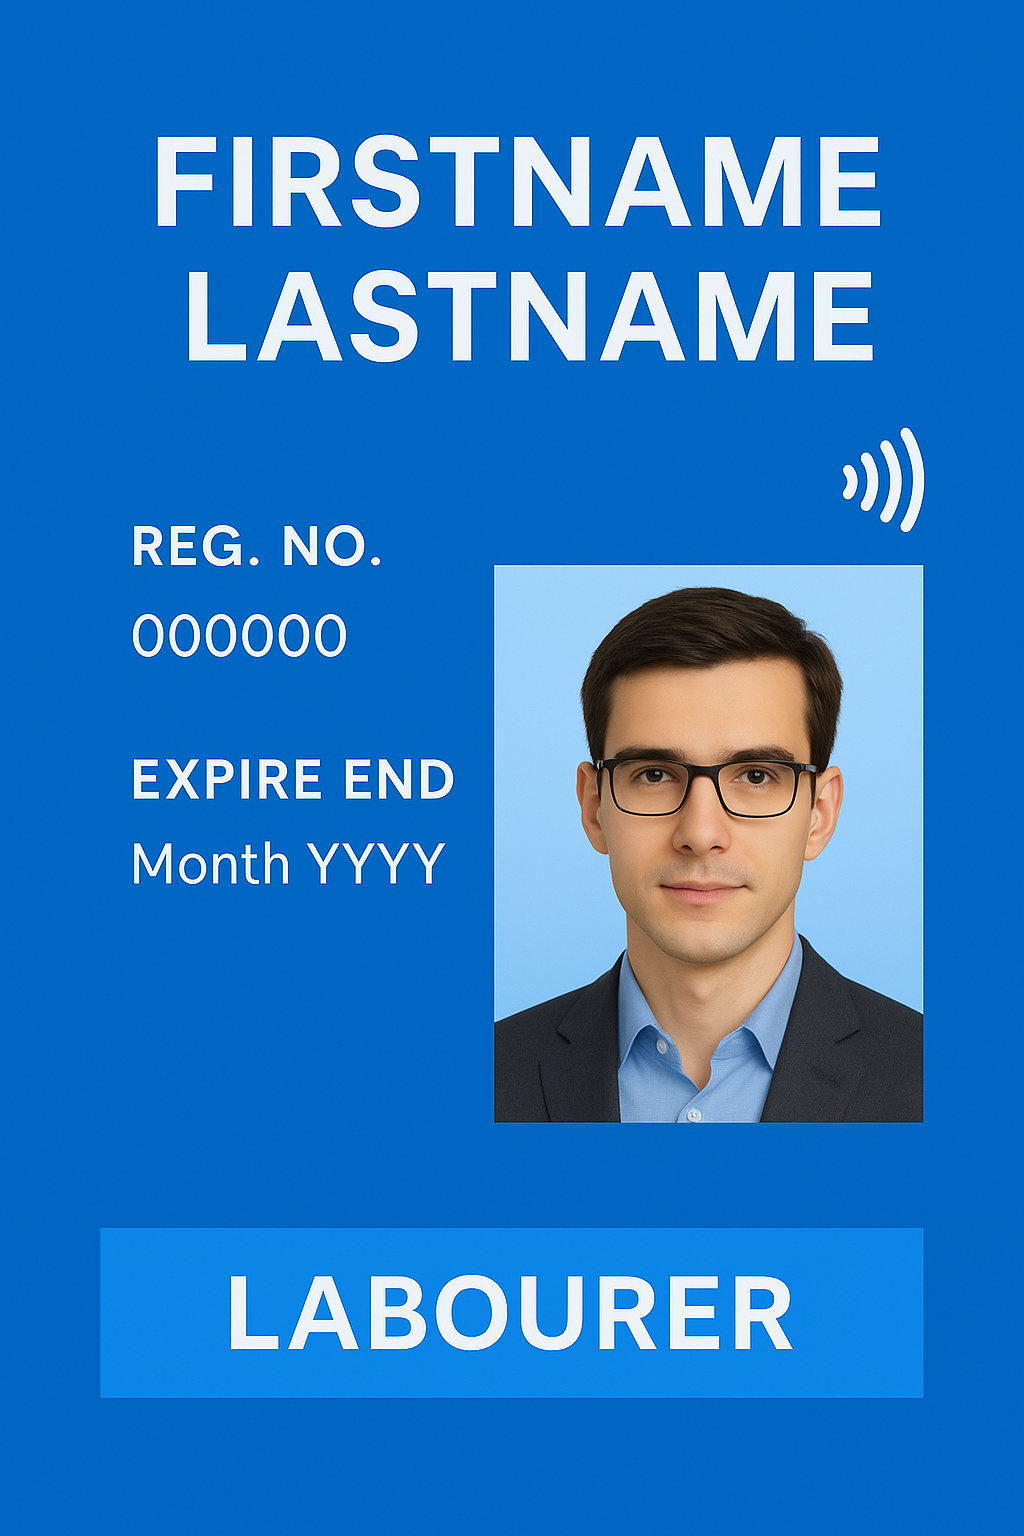 FIRSTNAME
LASTNAME
REG. NO.
000000
EXPIRE END
Month YYYY
LABOURER